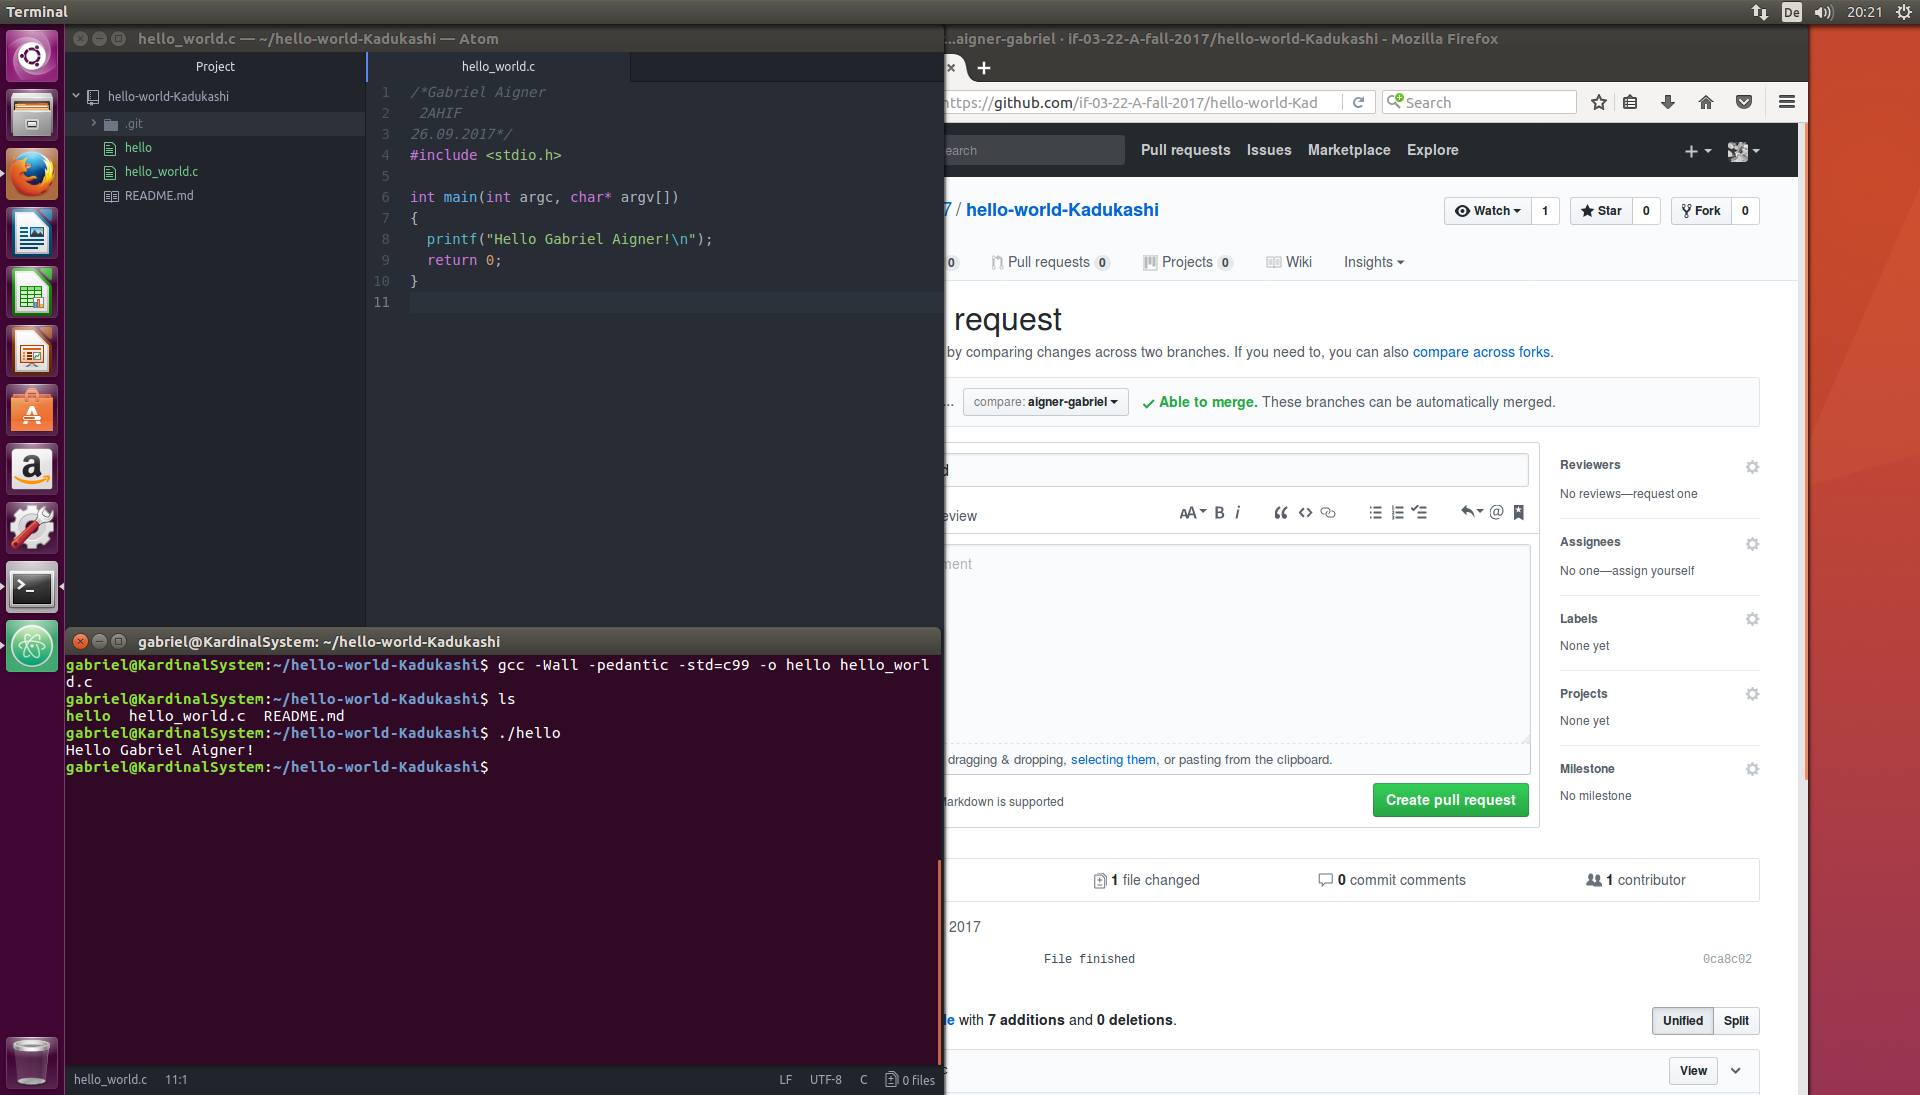 Terminal
De
20:21
hello_world.c — ~/hello-world-Kadukashi — Atom
Project
hello-world-Kadukashi
.git
hello
hello_world.c
README.md
hello_world.c
1 /*Gabriel Aigner
2 2AHIF
3 26.09.2017*/
4 #include <stdio.h>
5
6 int main(int argc, char* argv[])
7 {
8 printf("Hello Gabriel Aigner!\n");
9 return 0;
10 }
11
gabriel@KardinalSystem: ~/hello-world-Kadukashi
gabriel@KardinalSystem:~/hello-world-Kadukashi$ gcc -Wall -pedantic -std=c99 -o hello hello_worl
d.c
gabriel@KardinalSystem:~/hello-world-Kadukashi$ ls
hello hello_world.c README.md
gabriel@KardinalSystem:~/hello-world-Kadukashi$ ./hello
Hello Gabriel Aigner!
gabriel@KardinalSystem:~/hello-world-Kadukashi$
hello_world.c 11:1
LF UTF-8 C 0 files
...aigner-gabriel · if-03-22-A-fall-2017/hello-world-Kadukashi - Mozilla Firefox
https://github.com/if-03-22-A-fall-2017/hello-world-Kad
Search
earch
Pull requests Issues Marketplace Explore
7 / hello-world-Kadukashi
Watch 1 Star 0 Fork 0
0 Pull requests 0 Projects 0 Wiki Insights
request
by comparing changes across two branches. If you need to, you can also compare across forks.
... compare: aigner-gabriel Able to merge. These branches can be automatically merged.
d
eview
AA B i
ment
dragging & dropping, selecting them, or pasting from the clipboard.
Markdown is supported
Create pull request
Reviewers
No reviews—request one
Assignees
No one—assign yourself
Labels
None yet
Projects
None yet
Milestone
No milestone
1 file changed 0 commit comments 1 contributor
2017
File finished 0ca8c02
le with 7 additions and 0 deletions.
Unified Split
c
View